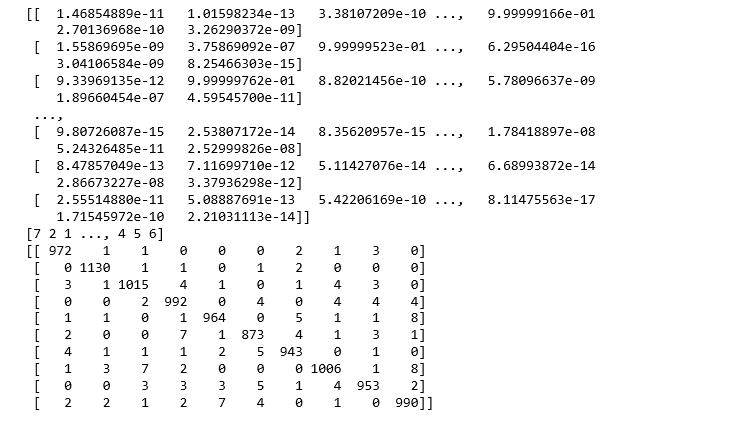 [[  1.46854889e-11   1.01598234e-13   3.38107209e-10 ...,   9.99999166e-01
    2.70136968e-10   3.26290372e-09]
 [  1.55869695e-09   3.75869092e-07   9.99999523e-01 ...,   6.29504404e-16
    3.04106584e-09   8.25466303e-15]
 [  9.33969135e-12   9.99999762e-01   8.82021456e-10 ...,   5.78096637e-09
    1.89660454e-07   4.59545700e-11]
 ...,
 [  9.80726087e-15   2.53807172e-14   8.35620957e-15 ...,   1.78418897e-08
    5.24326485e-11   2.52999826e-08]
 [  8.47857049e-13   7.11699710e-12   5.11427076e-14 ...,   6.68993872e-14
    2.86673227e-08   3.37936298e-12]
 [  2.55514880e-11   5.08887691e-13   5.42206169e-10 ...,   8.11475563e-17
    1.71545972e-10   2.21031113e-14]]
[7 2 1 ..., 4 5 6]
[[ 972    1    1    0    0    0    2    1    3    0]
 [   0 1130    1    1    0    1    2    0    0    0]
 [   3    1 1015    4    1    0    1    4    3    0]
 [   0    0    2  992    0    4    0    4    4    4]
 [   1    1    0    1  964    0    5    1    1    8]
 [   2    0    0    7    1  873    4    1    3    1]
 [   4    1    1    1    2    5  943    0    1    0]
 [   1    3    7    2    0    0    0 1006    1    8]
 [   0    0    3    3    3    5    1    4  953    2]
 [   2    2    1    2    7    4    0    1    0  990]]